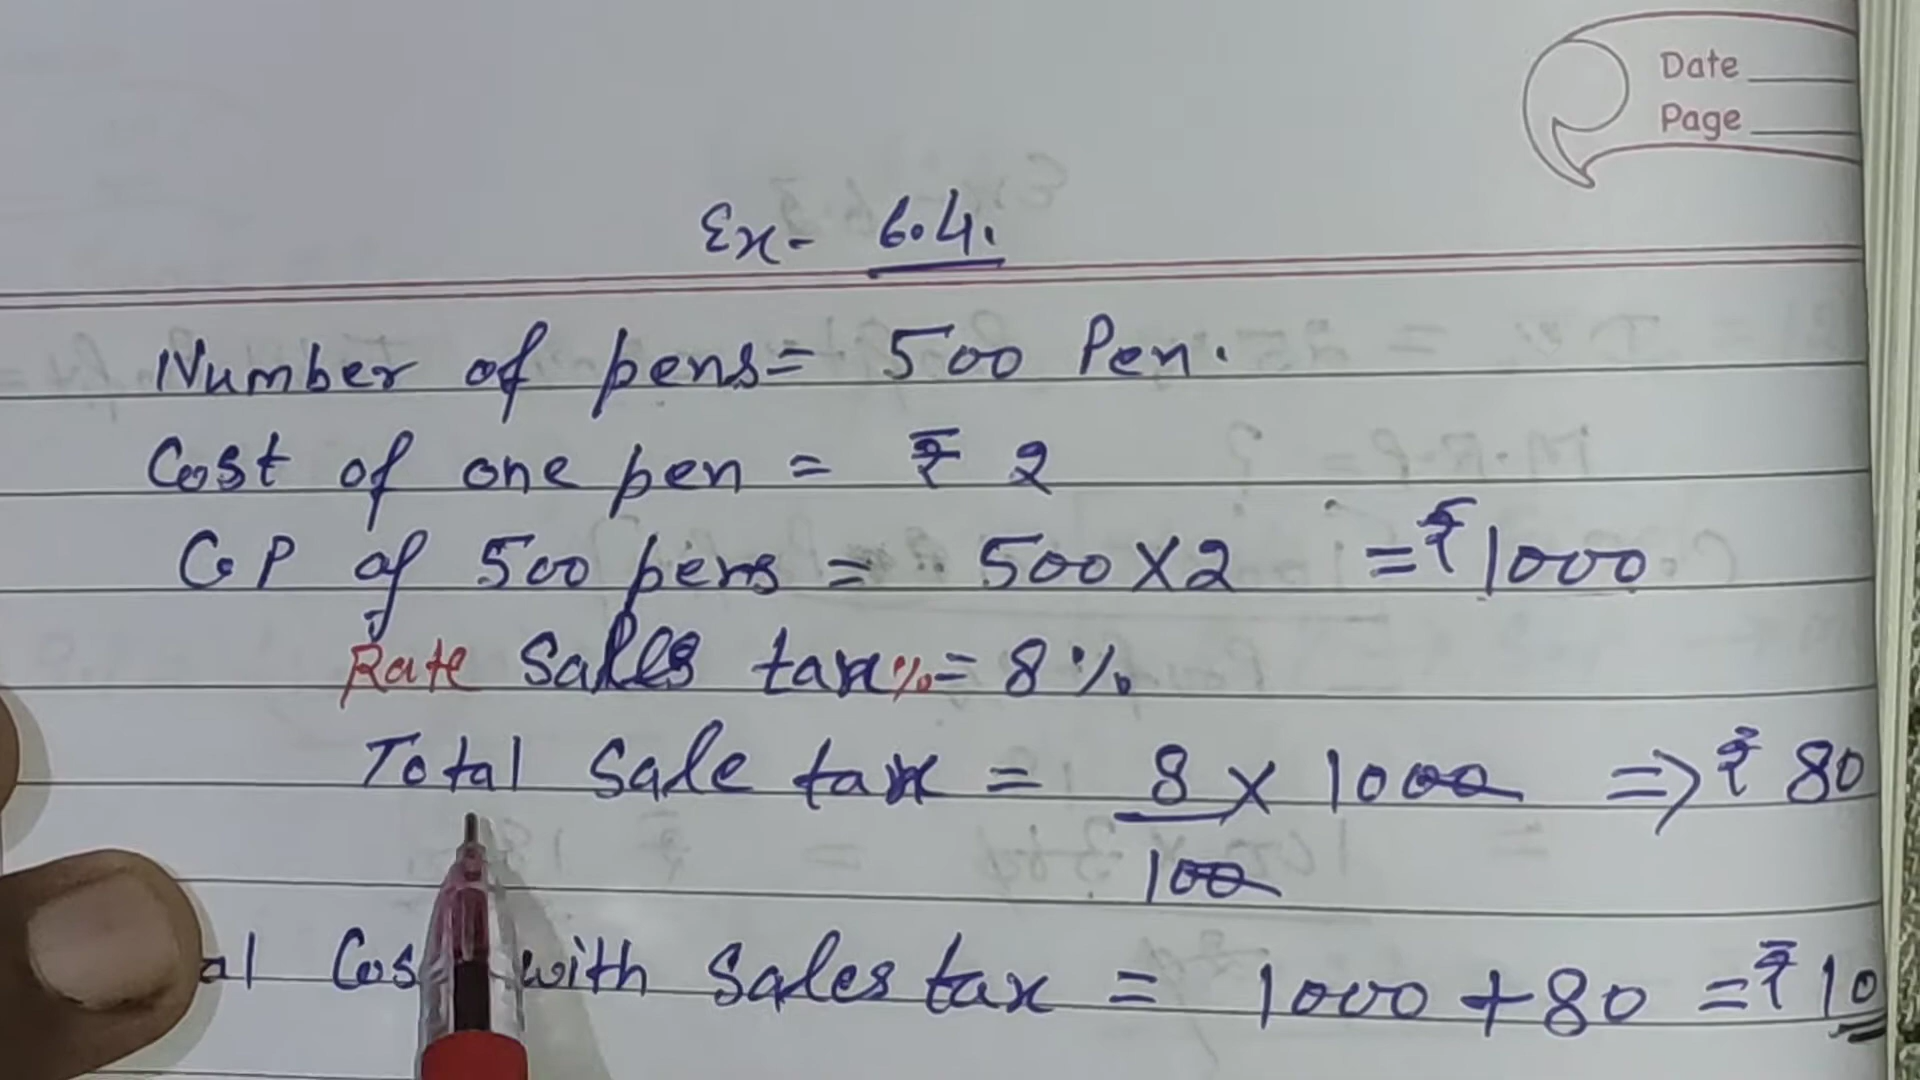 Date
Page
Ex- 6.4.
Number of pens = 500 Pen.
Cost of one pen = ₹ 2
C.P of 500 pens = 500 X 2 = ₹ 1000
Rate Sales tax% = 8 %
Total Sale tax = 8/100 X 1000 => ₹ 80
al Cos with Sales tax = 1000 + 80 = ₹ 10